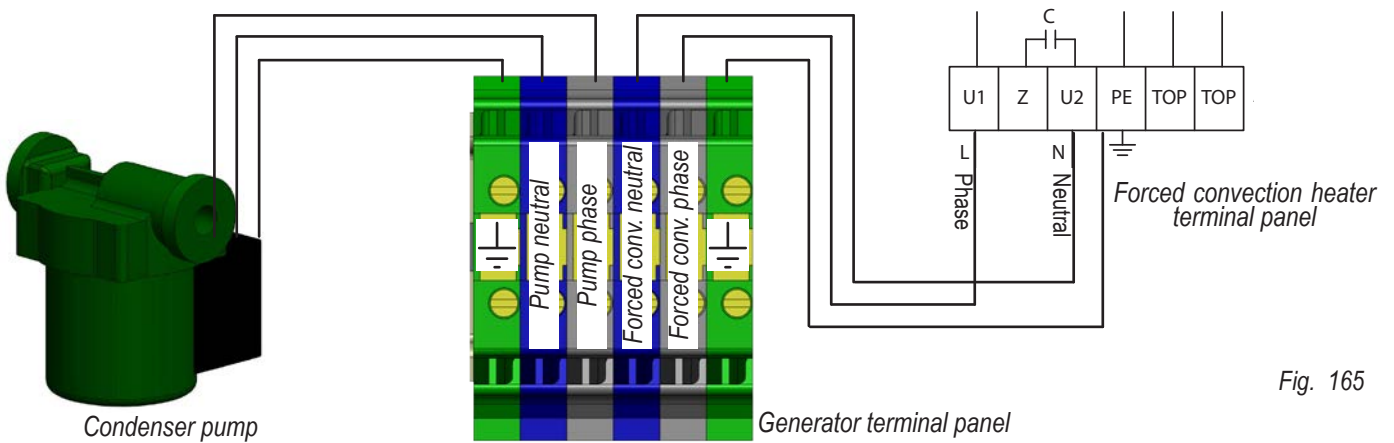 C
U1 Z U2 PE TOP TOP
L Phase
N Neutral
Forced convection heater
terminal panel
Pump neutral
Pump phase
Forced conv. neutral
Forced conv. phase
Condenser pump
Generator terminal panel
Fig. 165